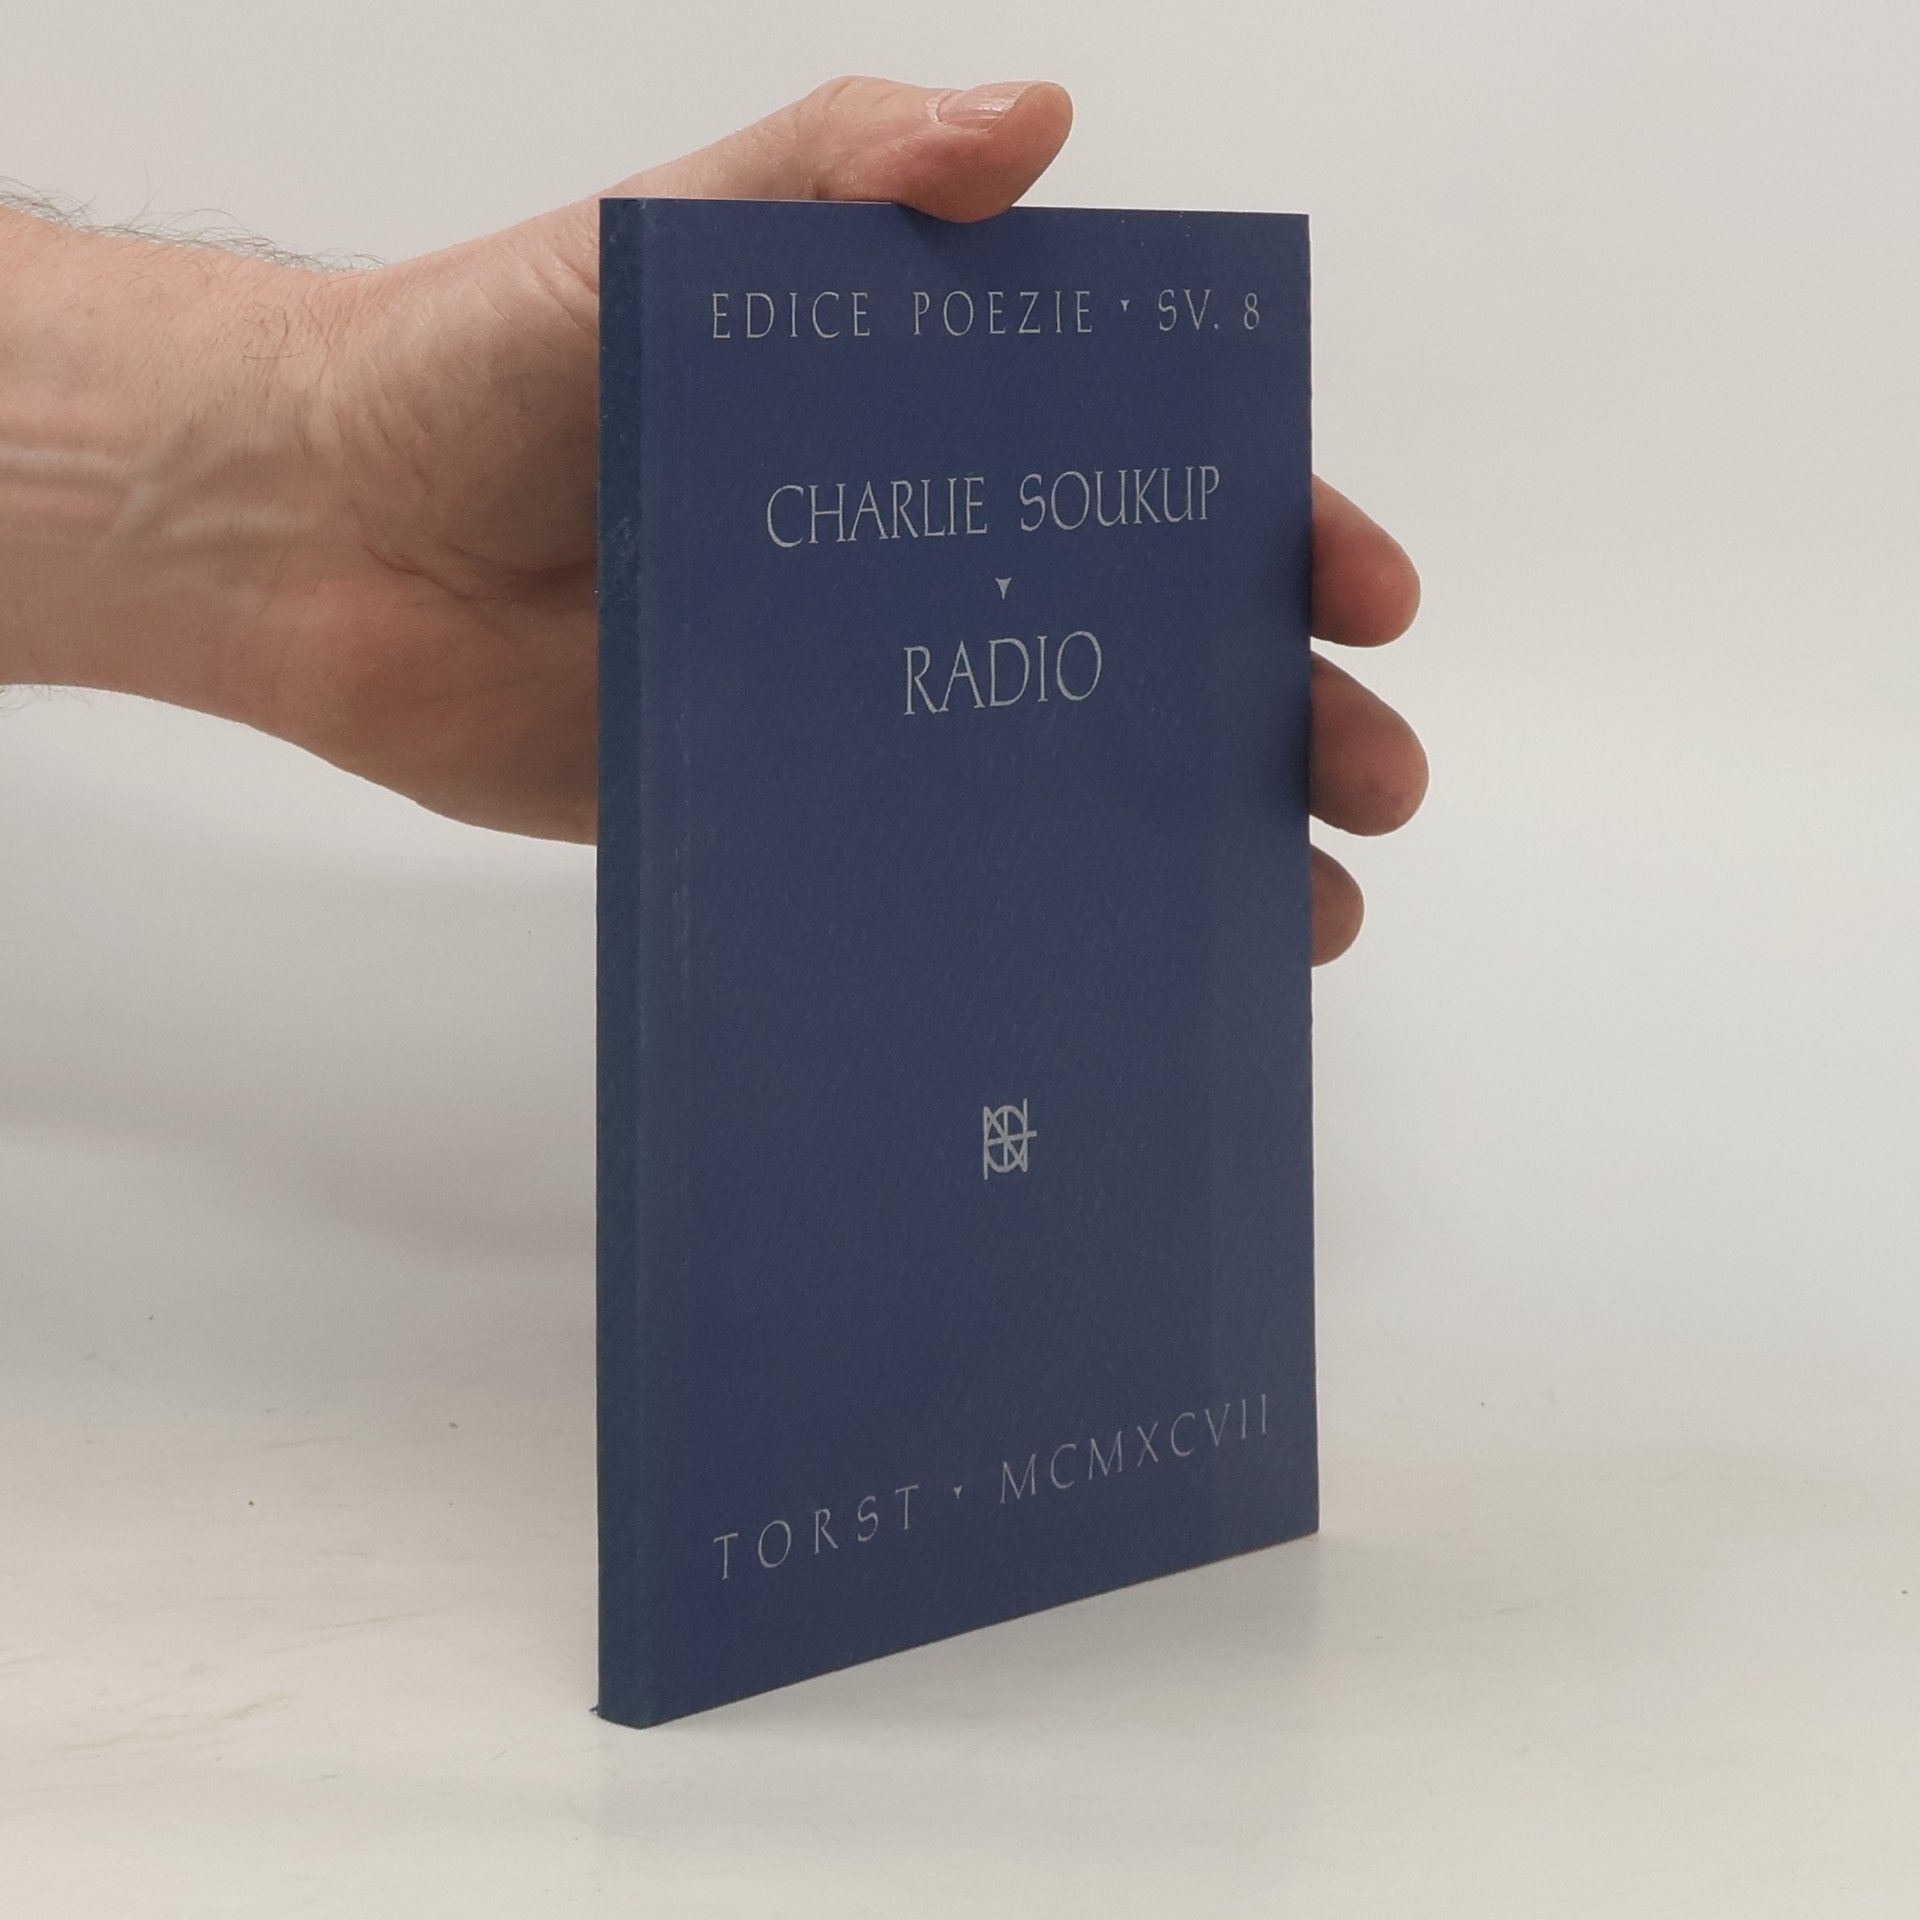 EDICE POEZIE ▾ SV. 8
CHARLIE SOUKUP
▾
RADIO
TORST ▾ MCMXCVII